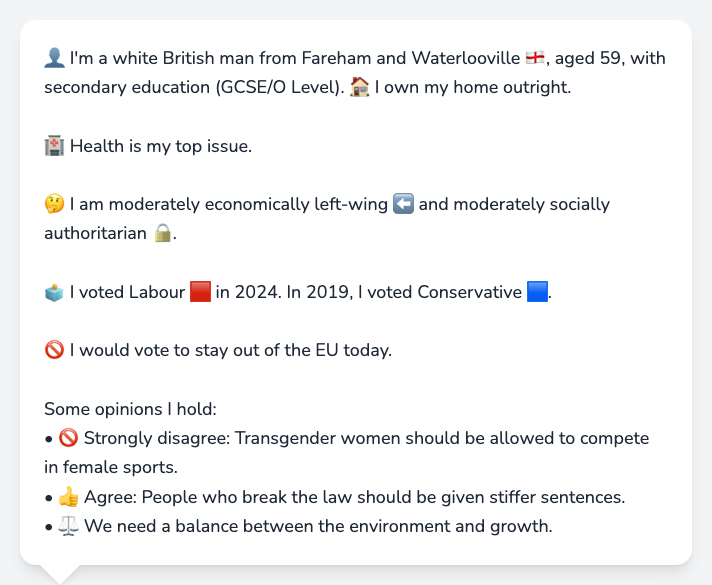 👤 I'm a white British man from Fareham and Waterlooville 🏴󠁧󠁢󠁥󠁮󠁧󠁿, aged 59, with
secondary education (GCSE/O Level). 🏠 I own my home outright.
🏥 Health is my top issue.
🤔 I am moderately economically left-wing ⬅️ and moderately socially
authoritarian 🔒.
🗳️ I voted Labour 🟥 in 2024. In 2019, I voted Conservative 🟦.
🚫 I would vote to stay out of the EU today.
Some opinions I hold:
• 🚫 Strongly disagree: Transgender women should be allowed to compete
in female sports.
• 👍 Agree: People who break the law should be given stiffer sentences.
• ⚖️ We need a balance between the environment and growth.